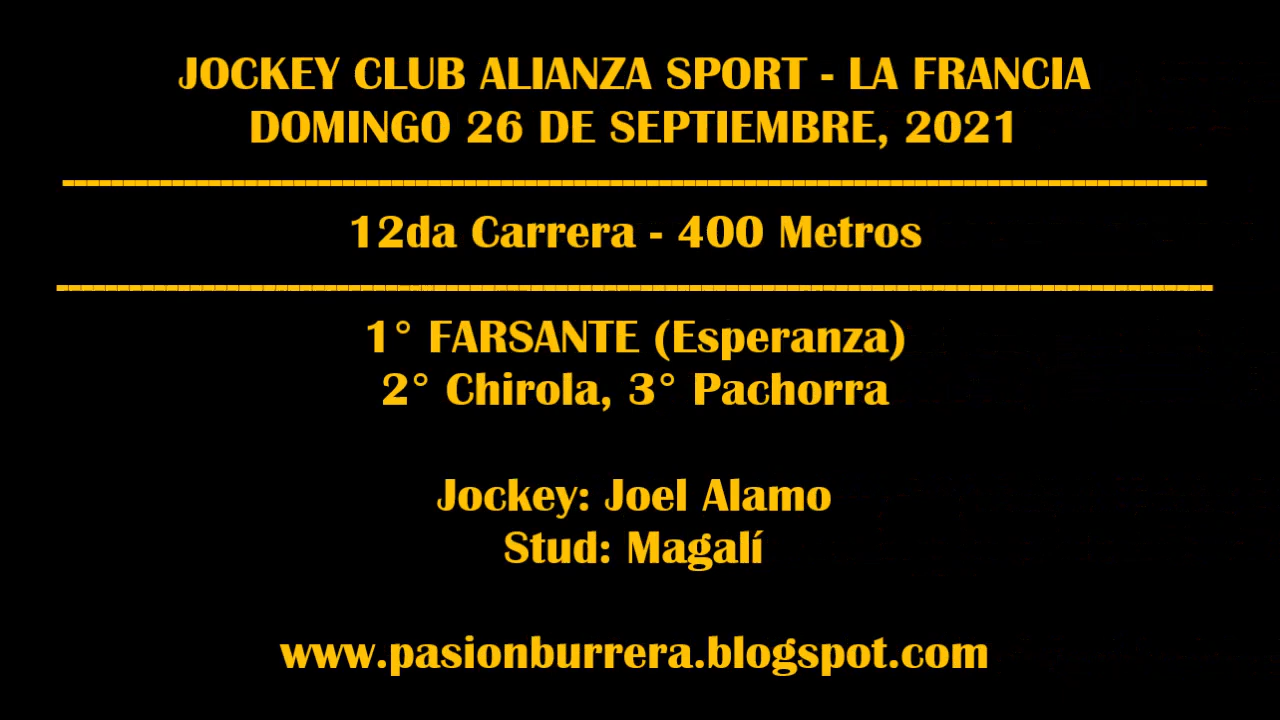 JOCKEY CLUB ALIANZA SPORT - LA FRANCIA
DOMINGO 26 DE SEPTIEMBRE, 2021
12da Carrera - 400 Metros
1° FARSANTE (Esperanza)
2° Chirola, 3° Pachorra
Jockey: Joel Alamo
Stud: Magalí
www.pasionburrera.blogspot.com